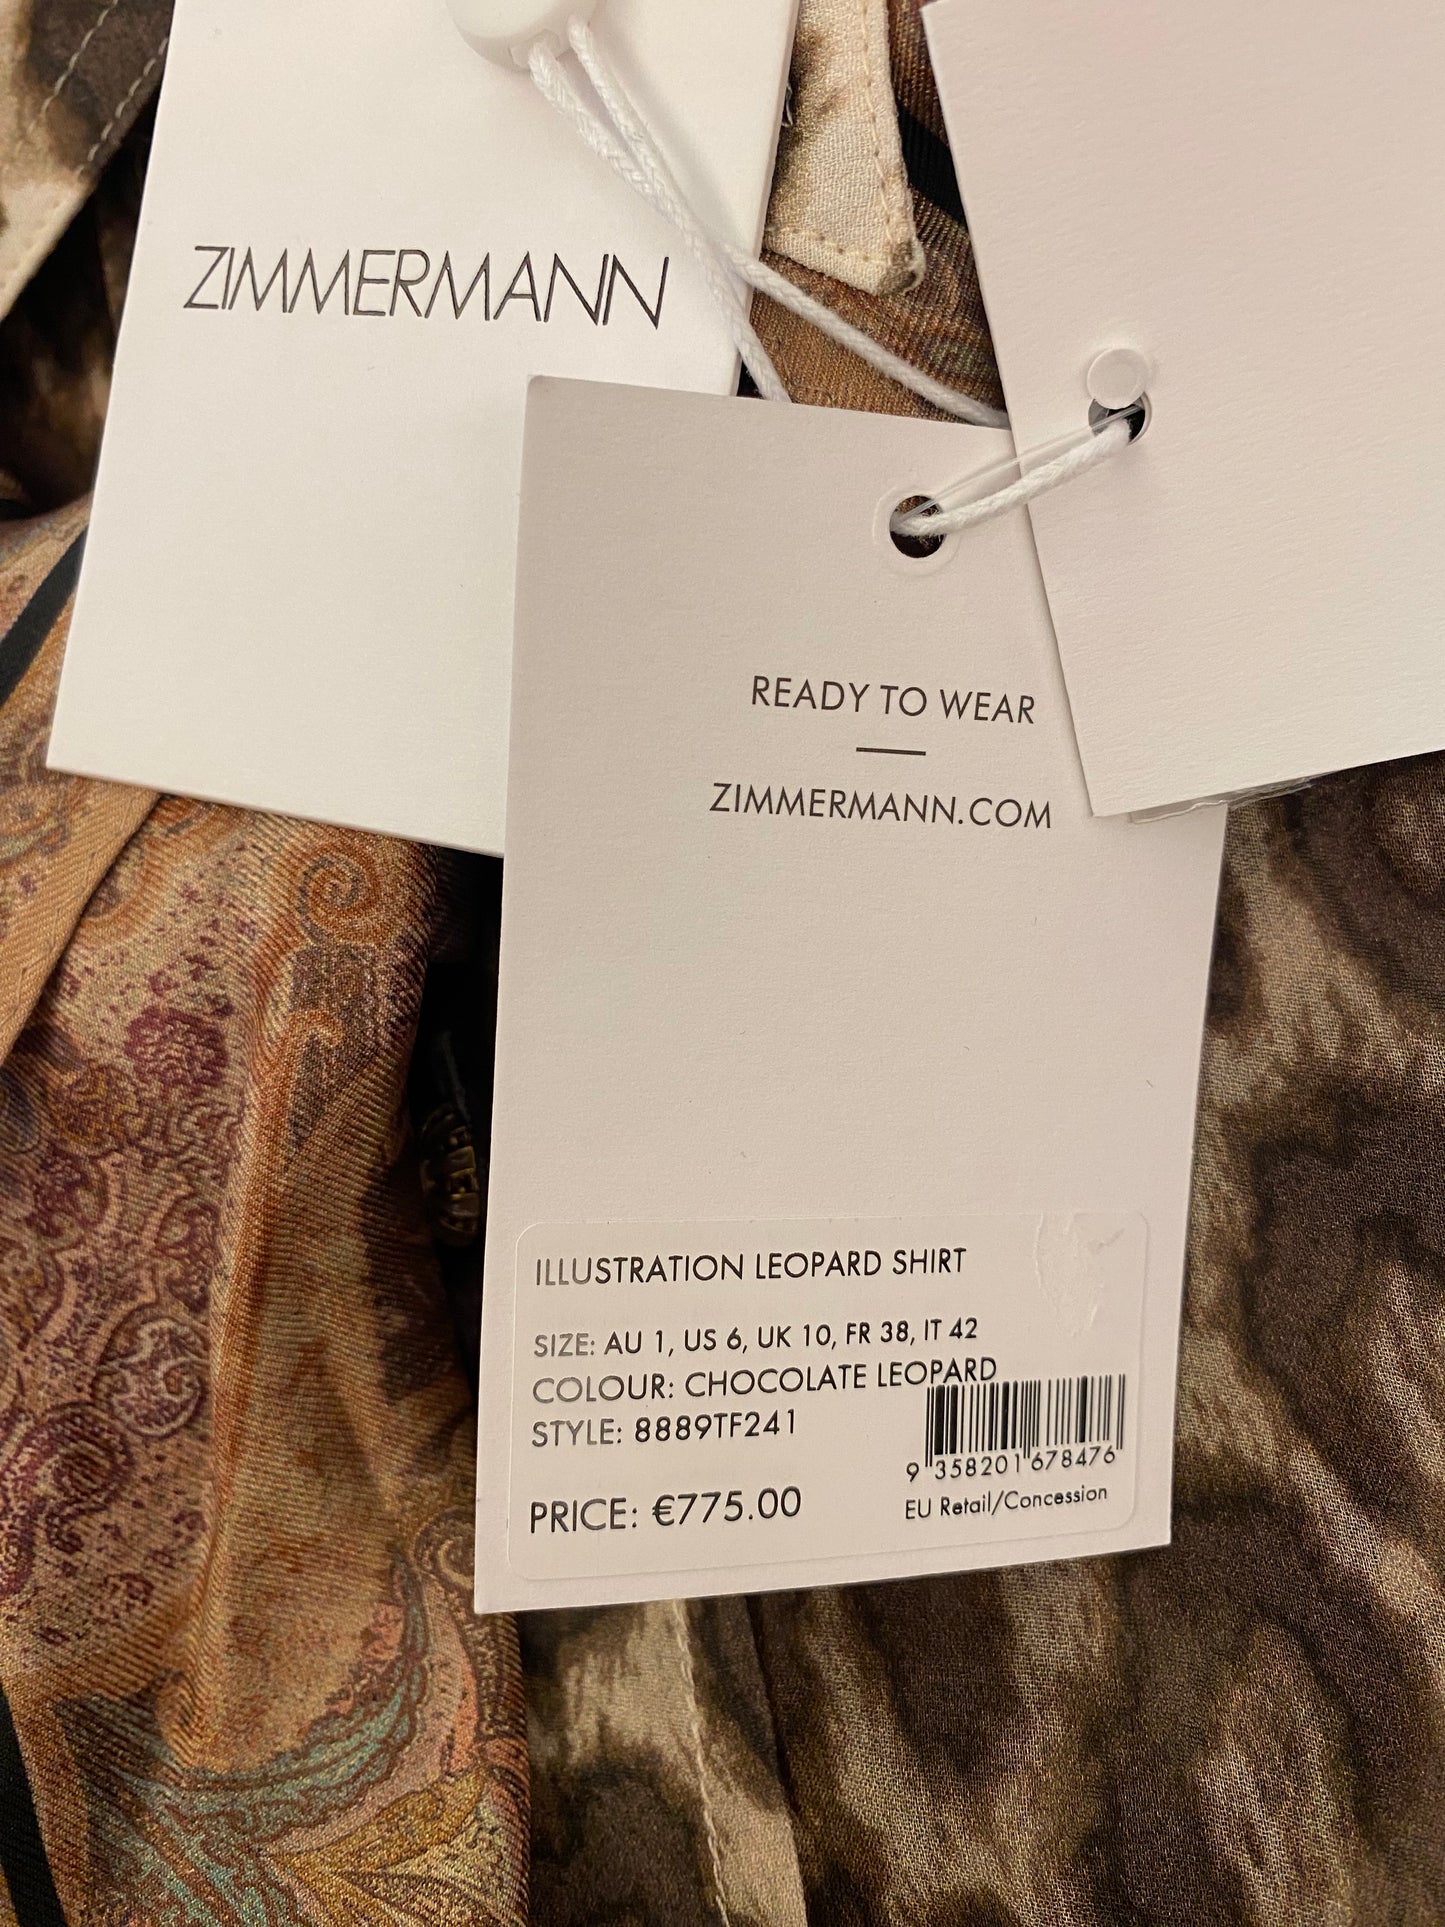 ZIMMERMANN
READY TO WEAR
ZIMMERMANN.COM
ILLUSTRATION LEOPARD SHIRT
SIZE: AU 1, US 6, UK 10, FR 38, IT 42
COLOUR: CHOCOLATE LEOPARD
STYLE: 8889TF241
9 358201 678476
PRICE: €775.00
EU Retail/Concession